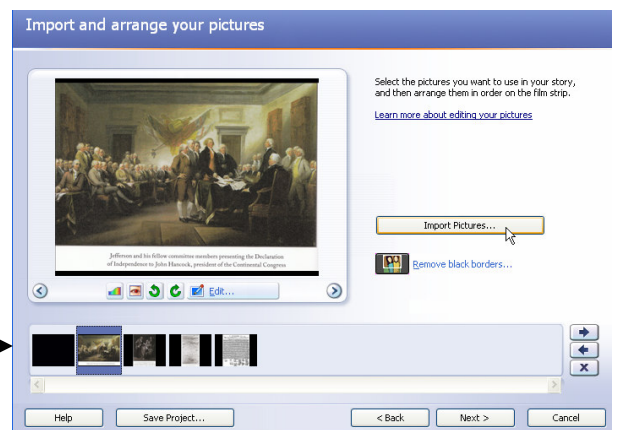 Import and arrange your pictures
Select the pictures you want to use in your story,
and then arrange them in order on the film strip.
Learn more about editing your pictures
Import Pictures...
Jefferson and his fellow committee members presenting the Declaration
of Independence to John Hancock, president of the Continental Congress
Remove black borders...
Edit...
Help
Save Project...
< Back
Next >
Cancel